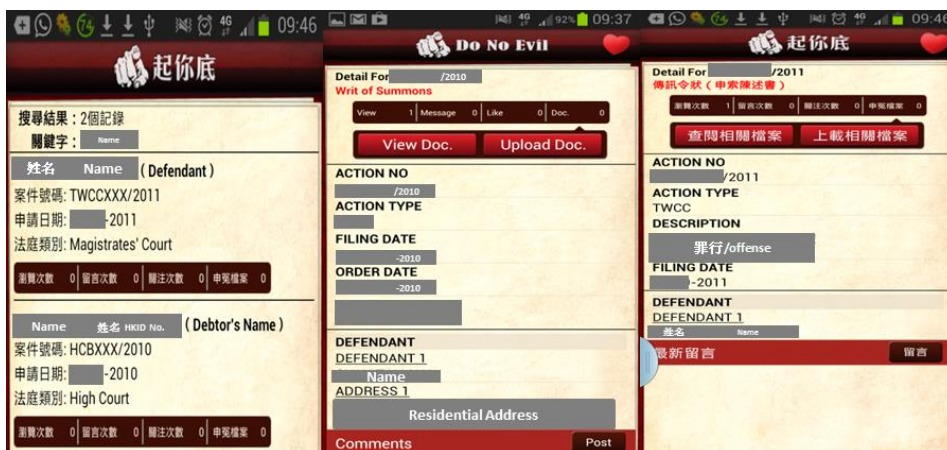 4G 09:46
起你底
搜尋結果：2個記錄
關鍵字： Name
姓名 Name (Defendant)
案件號碼: TWCCXXX/2011
申請日期: -2011
法庭類別: Magistrates' Court
瀏覽次數 0 留言次數 0 關注次數 0 申冤檔案 0
Name 姓名 HKID No. (Debtor's Name)
案件號碼: HCBXXX/2010
申請日期: -2010
法庭類別: High Court
瀏覽次數 0 留言次數 0 關注次數 0 申冤檔案 0
4G 92% 09:37
Do No Evil
Detail For /2010
Writ of Summons
View 1 Message 0 Like 0 Doc. 0
View Doc. Upload Doc.
ACTION NO
/2010
ACTION TYPE
FILING DATE
-2010
ORDER DATE
-2010
DEFENDANT
DEFENDANT 1
Name
ADDRESS 1
Residential Address
Comments Post
4G 09:46
起你底
Detail For /2011
傳訊令狀（申索陳述書）
瀏覽次數 1 留言次數 0 關注次數 0 申冤檔案 0
查閱相關檔案 上載相關檔案
ACTION NO
/2011
ACTION TYPE
TWCC
DESCRIPTION
罪行/offense
FILING DATE
-2011
DEFENDANT
DEFENDANT 1
姓名 Name
最新留言 留言